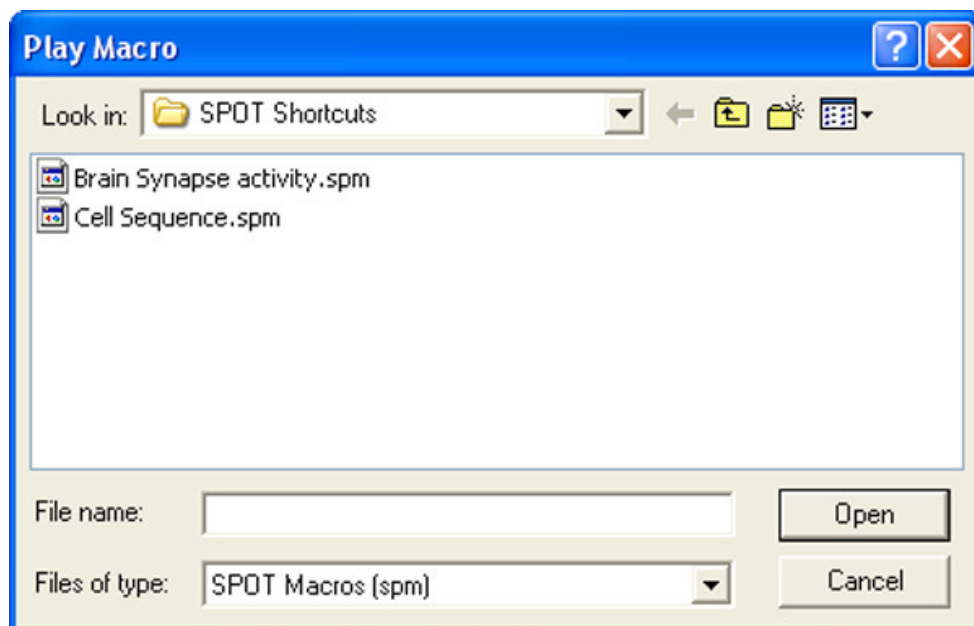 Play Macro
Look in: SPOT Shortcuts
Brain Synapse activity.spm
Cell Sequence.spm
File name:
Open
Files of type: SPOT Macros (spm)
Cancel